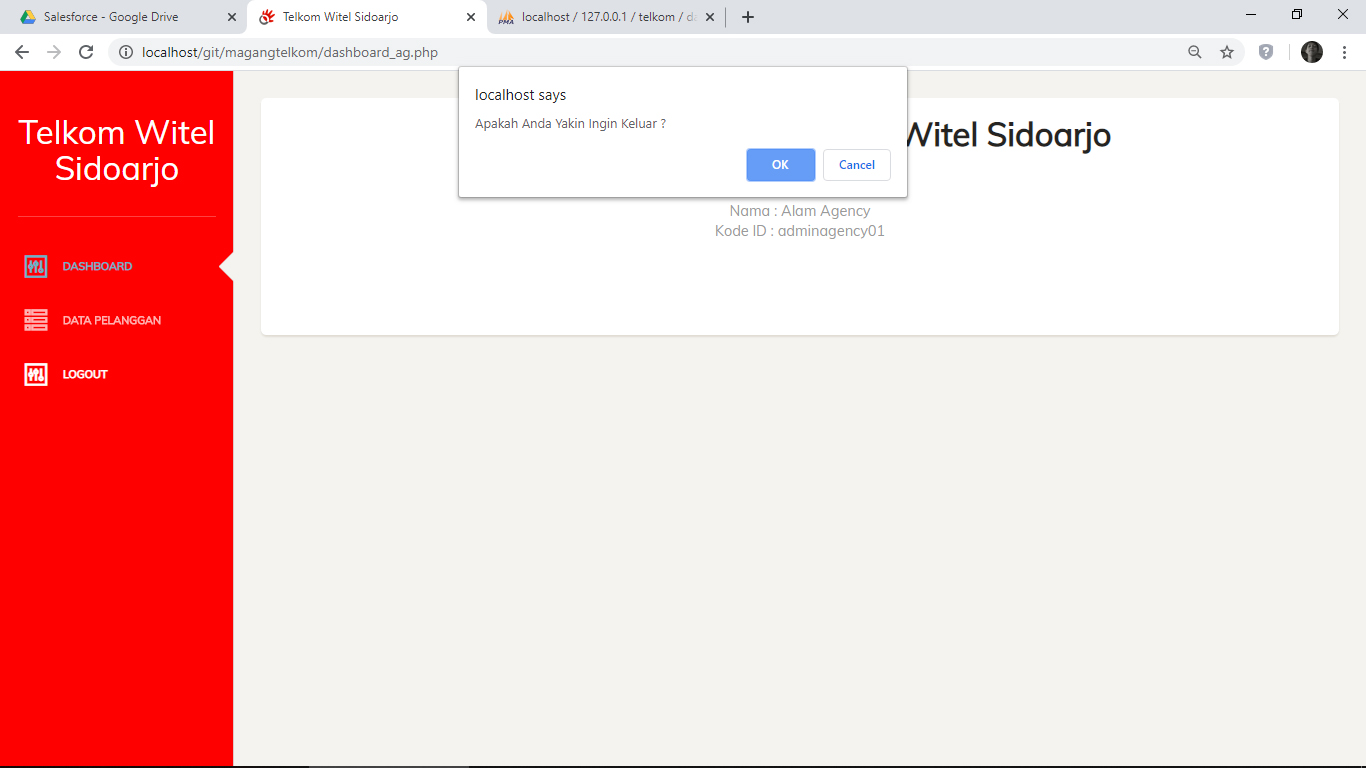 Salesforce - Google Drive
Telkom Witel Sidoarjo
PMA
localhost / 127.0.0.1 / telkom / da
localhost/git/magangtelkom/dashboard_ag.php
localhost says
Apakah Anda Yakin Ingin Keluar ?
OK
Cancel
Telkom Witel
Sidoarjo
DASHBOARD
DATA PELANGGAN
LOGOUT
Witel Sidoarjo
Nama : Alam Agency
Kode ID : adminagency01